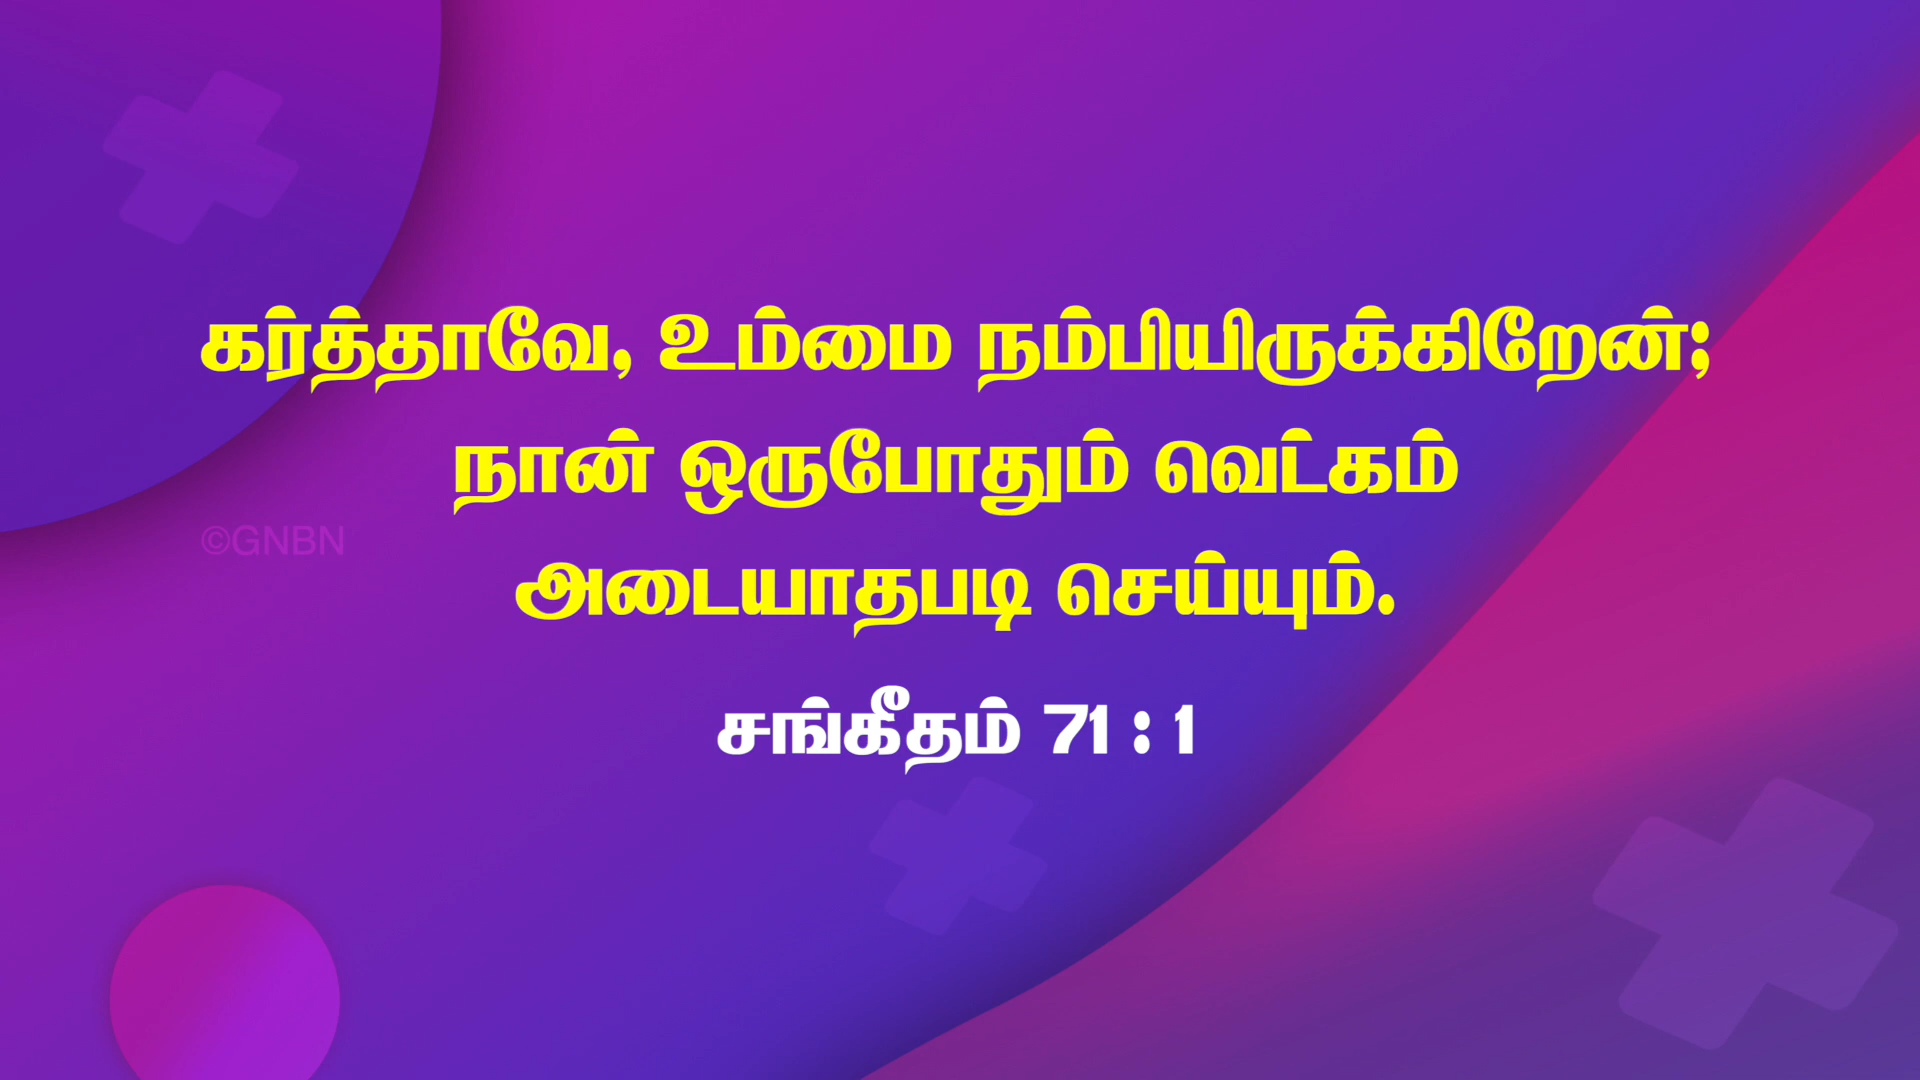 கர்த்தாவே, உம்மை நம்பியிருக்கிறேன்;
நான் ஒருபோதும் வெட்கம்
©GNBN
அடையாதபடி செய்யும்.
சங்கீதம் 71 : 1